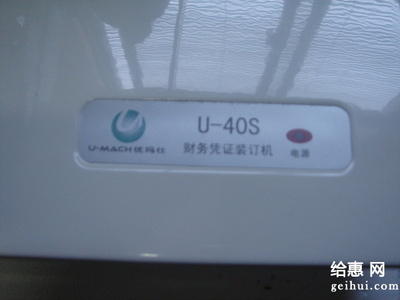 U-40S
U-MACH优玛仕
财务凭证装订机
电源
给惠 网
geihui.com